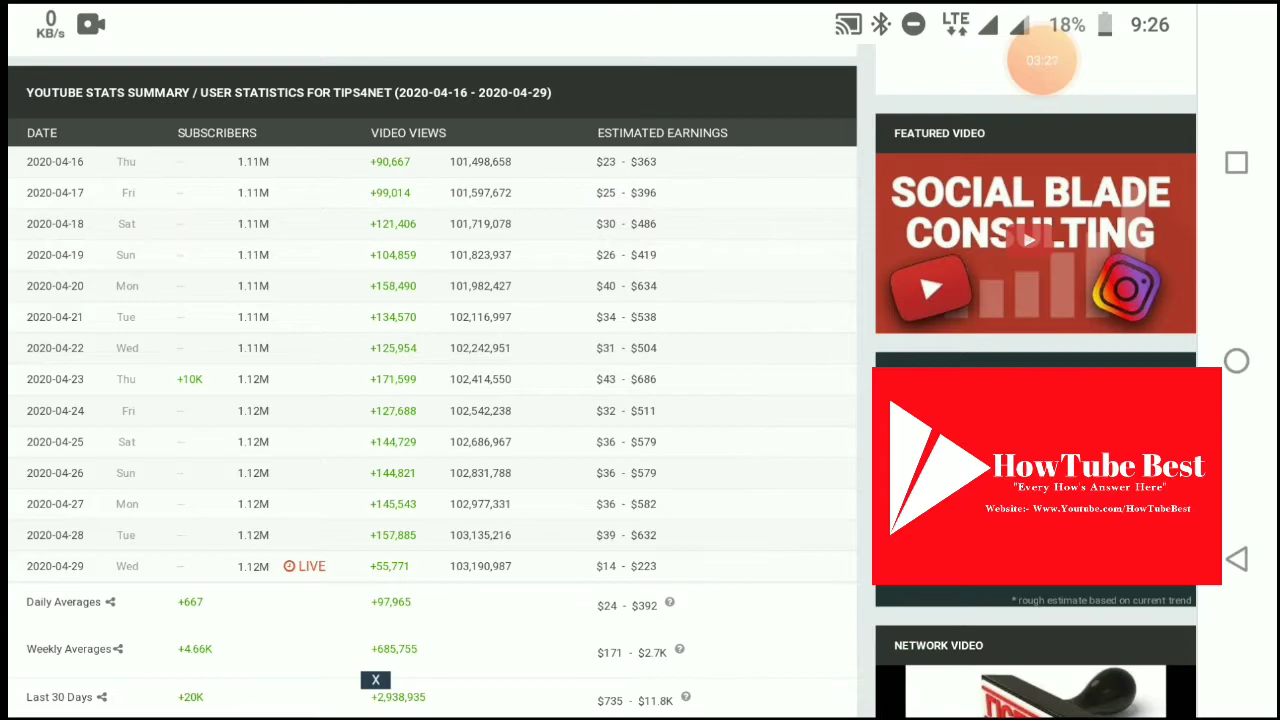 0
KB/s
LTE
18%
9:26
03:27
YOUTUBE STATS SUMMARY / USER STATISTICS FOR TIPS4NET (2020-04-16 - 2020-04-29)
DATE SUBSCRIBERS VIDEO VIEWS ESTIMATED EARNINGS
2020-04-16 Thu -- 1.11M +90,667 101,498,658 $23 - $363
2020-04-17 Fri -- 1.11M +99,014 101,597,672 $25 - $396
2020-04-18 Sat -- 1.11M +121,406 101,719,078 $30 - $486
2020-04-19 Sun -- 1.11M +104,859 101,823,937 $26 - $419
2020-04-20 Mon -- 1.11M +158,490 101,982,427 $40 - $634
2020-04-21 Tue -- 1.11M +134,570 102,116,997 $34 - $538
2020-04-22 Wed -- 1.11M +125,954 102,242,951 $31 - $504
2020-04-23 Thu +10K 1.12M +171,599 102,414,550 $43 - $686
2020-04-24 Fri -- 1.12M +127,688 102,542,238 $32 - $511
2020-04-25 Sat -- 1.12M +144,729 102,686,967 $36 - $579
2020-04-26 Sun -- 1.12M +144,821 102,831,788 $36 - $579
2020-04-27 Mon -- 1.12M +145,543 102,977,331 $36 - $582
2020-04-28 Tue -- 1.12M +157,885 103,135,216 $39 - $632
2020-04-29 Wed -- 1.12M LIVE +55,771 103,190,987 $14 - $223
Daily Averages +667 +97,965 $24 - $392
Weekly Averages +4.66K +685,755 $171 - $2.7K
X
Last 30 Days +20K +2,938,935 $735 - $11.8K
FEATURED VIDEO
SOCIAL BLADE
CONSULTING
HowTube Best
"Every How's Answer Here"
Website:- Www.Youtube.com/HowTubeBest
* rough estimate based on current trend
NETWORK VIDEO